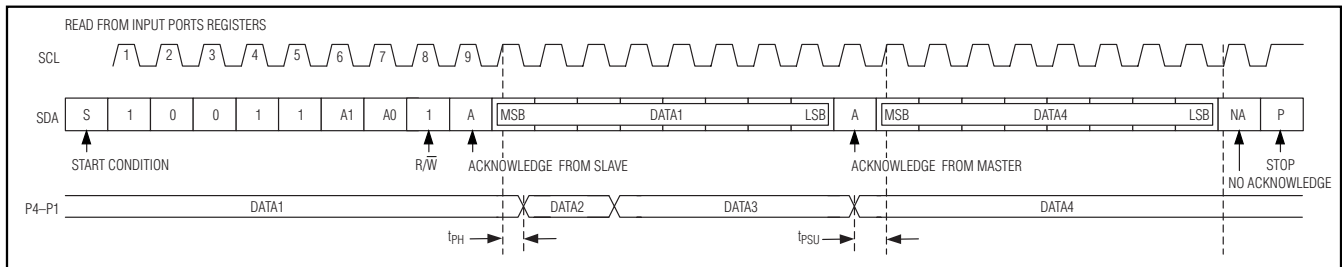 READ FROM INPUT PORTS REGISTERS
SCL 1 2 3 4 5 6 7 8 9
SDA S 1 0 0 1 1 A1 A0 1 A MSB DATA1 LSB A MSB DATA4 LSB NA P
START CONDITION R/W̅ ACKNOWLEDGE FROM SLAVE ACKNOWLEDGE FROM MASTER STOP
NO ACKNOWLEDGE
P4–P1 DATA1 DATA2 DATA3 DATA4
tPH tPSU